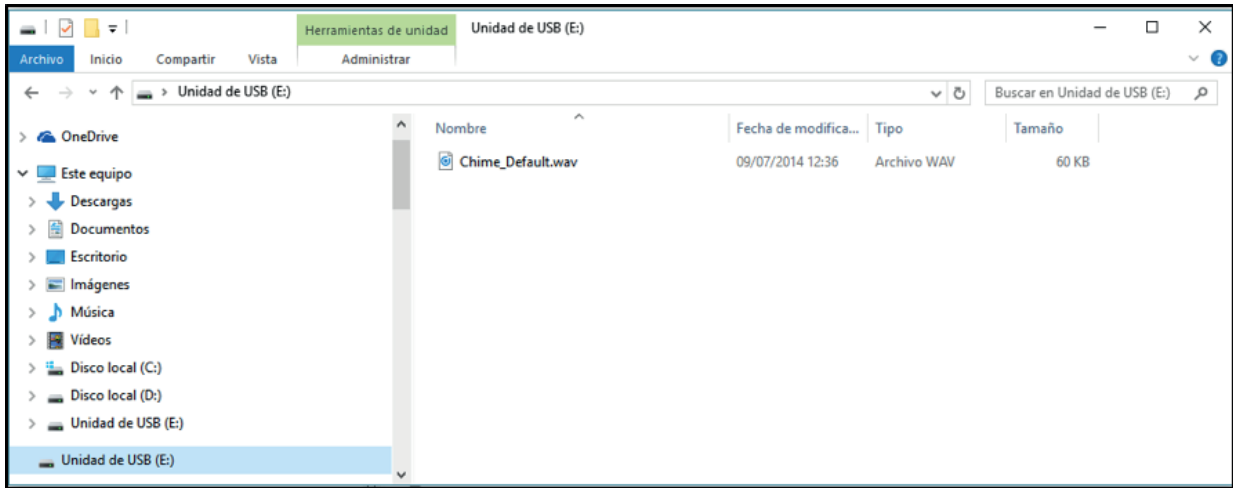 Herramientas de unidad Unidad de USB (E:)
Archivo Inicio Compartir Vista Administrar
Unidad de USB (E:) Buscar en Unidad de USB (E:)
OneDrive
Este equipo
Descargas
Documentos
Escritorio
Imágenes
Música
Vídeos
Disco local (C:)
Disco local (D:)
Unidad de USB (E:)
Unidad de USB (E:)
Nombre Fecha de modifica... Tipo Tamaño
Chime_Default.wav 09/07/2014 12:36 Archivo WAV 60 KB